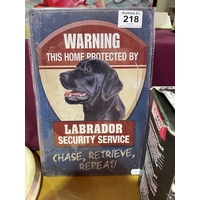 218
WARNING
THIS HOME PROTECTED BY
LABRADOR
SECURITY SERVICE
CHASE, RETRIEVE,
REPEAT!